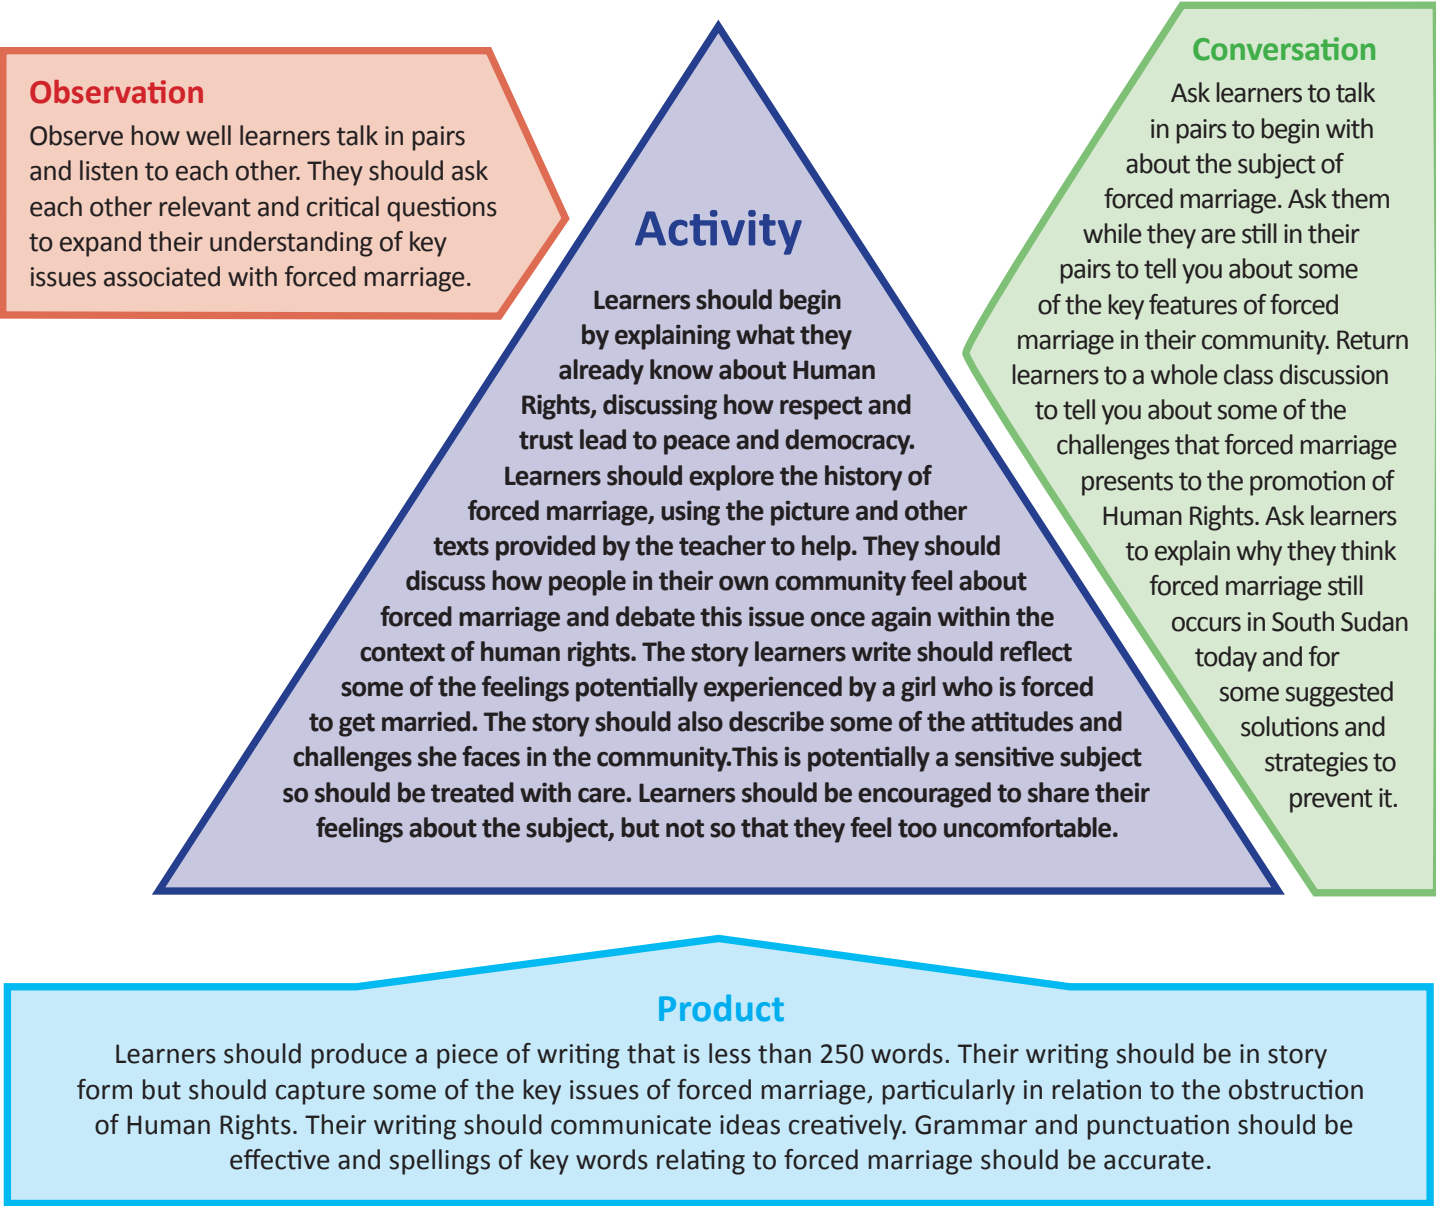 Observation
Observe how well learners talk in pairs
and listen to each other. They should ask
each other relevant and critical questions
to expand their understanding of key
issues associated with forced marriage.
Activity
Learners should begin
by explaining what they
already know about Human
Rights, discussing how respect and
trust lead to peace and democracy.
Learners should explore the history of
forced marriage, using the picture and other
texts provided by the teacher to help. They should
discuss how people in their own community feel about
forced marriage and debate this issue once again within the
context of human rights. The story learners write should reflect
some of the feelings potentially experienced by a girl who is forced
to get married. The story should also describe some of the attitudes and
challenges she faces in the community.This is potentially a sensitive subject
so should be treated with care. Learners should be encouraged to share their
feelings about the subject, but not so that they feel too uncomfortable.
Conversation
Ask learners to talk
in pairs to begin with
about the subject of
forced marriage. Ask them
while they are still in their
pairs to tell you about some
of the key features of forced
marriage in their community. Return
learners to a whole class discussion
to tell you about some of the
challenges that forced marriage
presents to the promotion of
Human Rights. Ask learners
to explain why they think
forced marriage still
occurs in South Sudan
today and for
some suggested
solutions and
strategies to
prevent it.
Product
Learners should produce a piece of writing that is less than 250 words. Their writing should be in story
form but should capture some of the key issues of forced marriage, particularly in relation to the obstruction
of Human Rights. Their writing should communicate ideas creatively. Grammar and punctuation should be
effective and spellings of key words relating to forced marriage should be accurate.